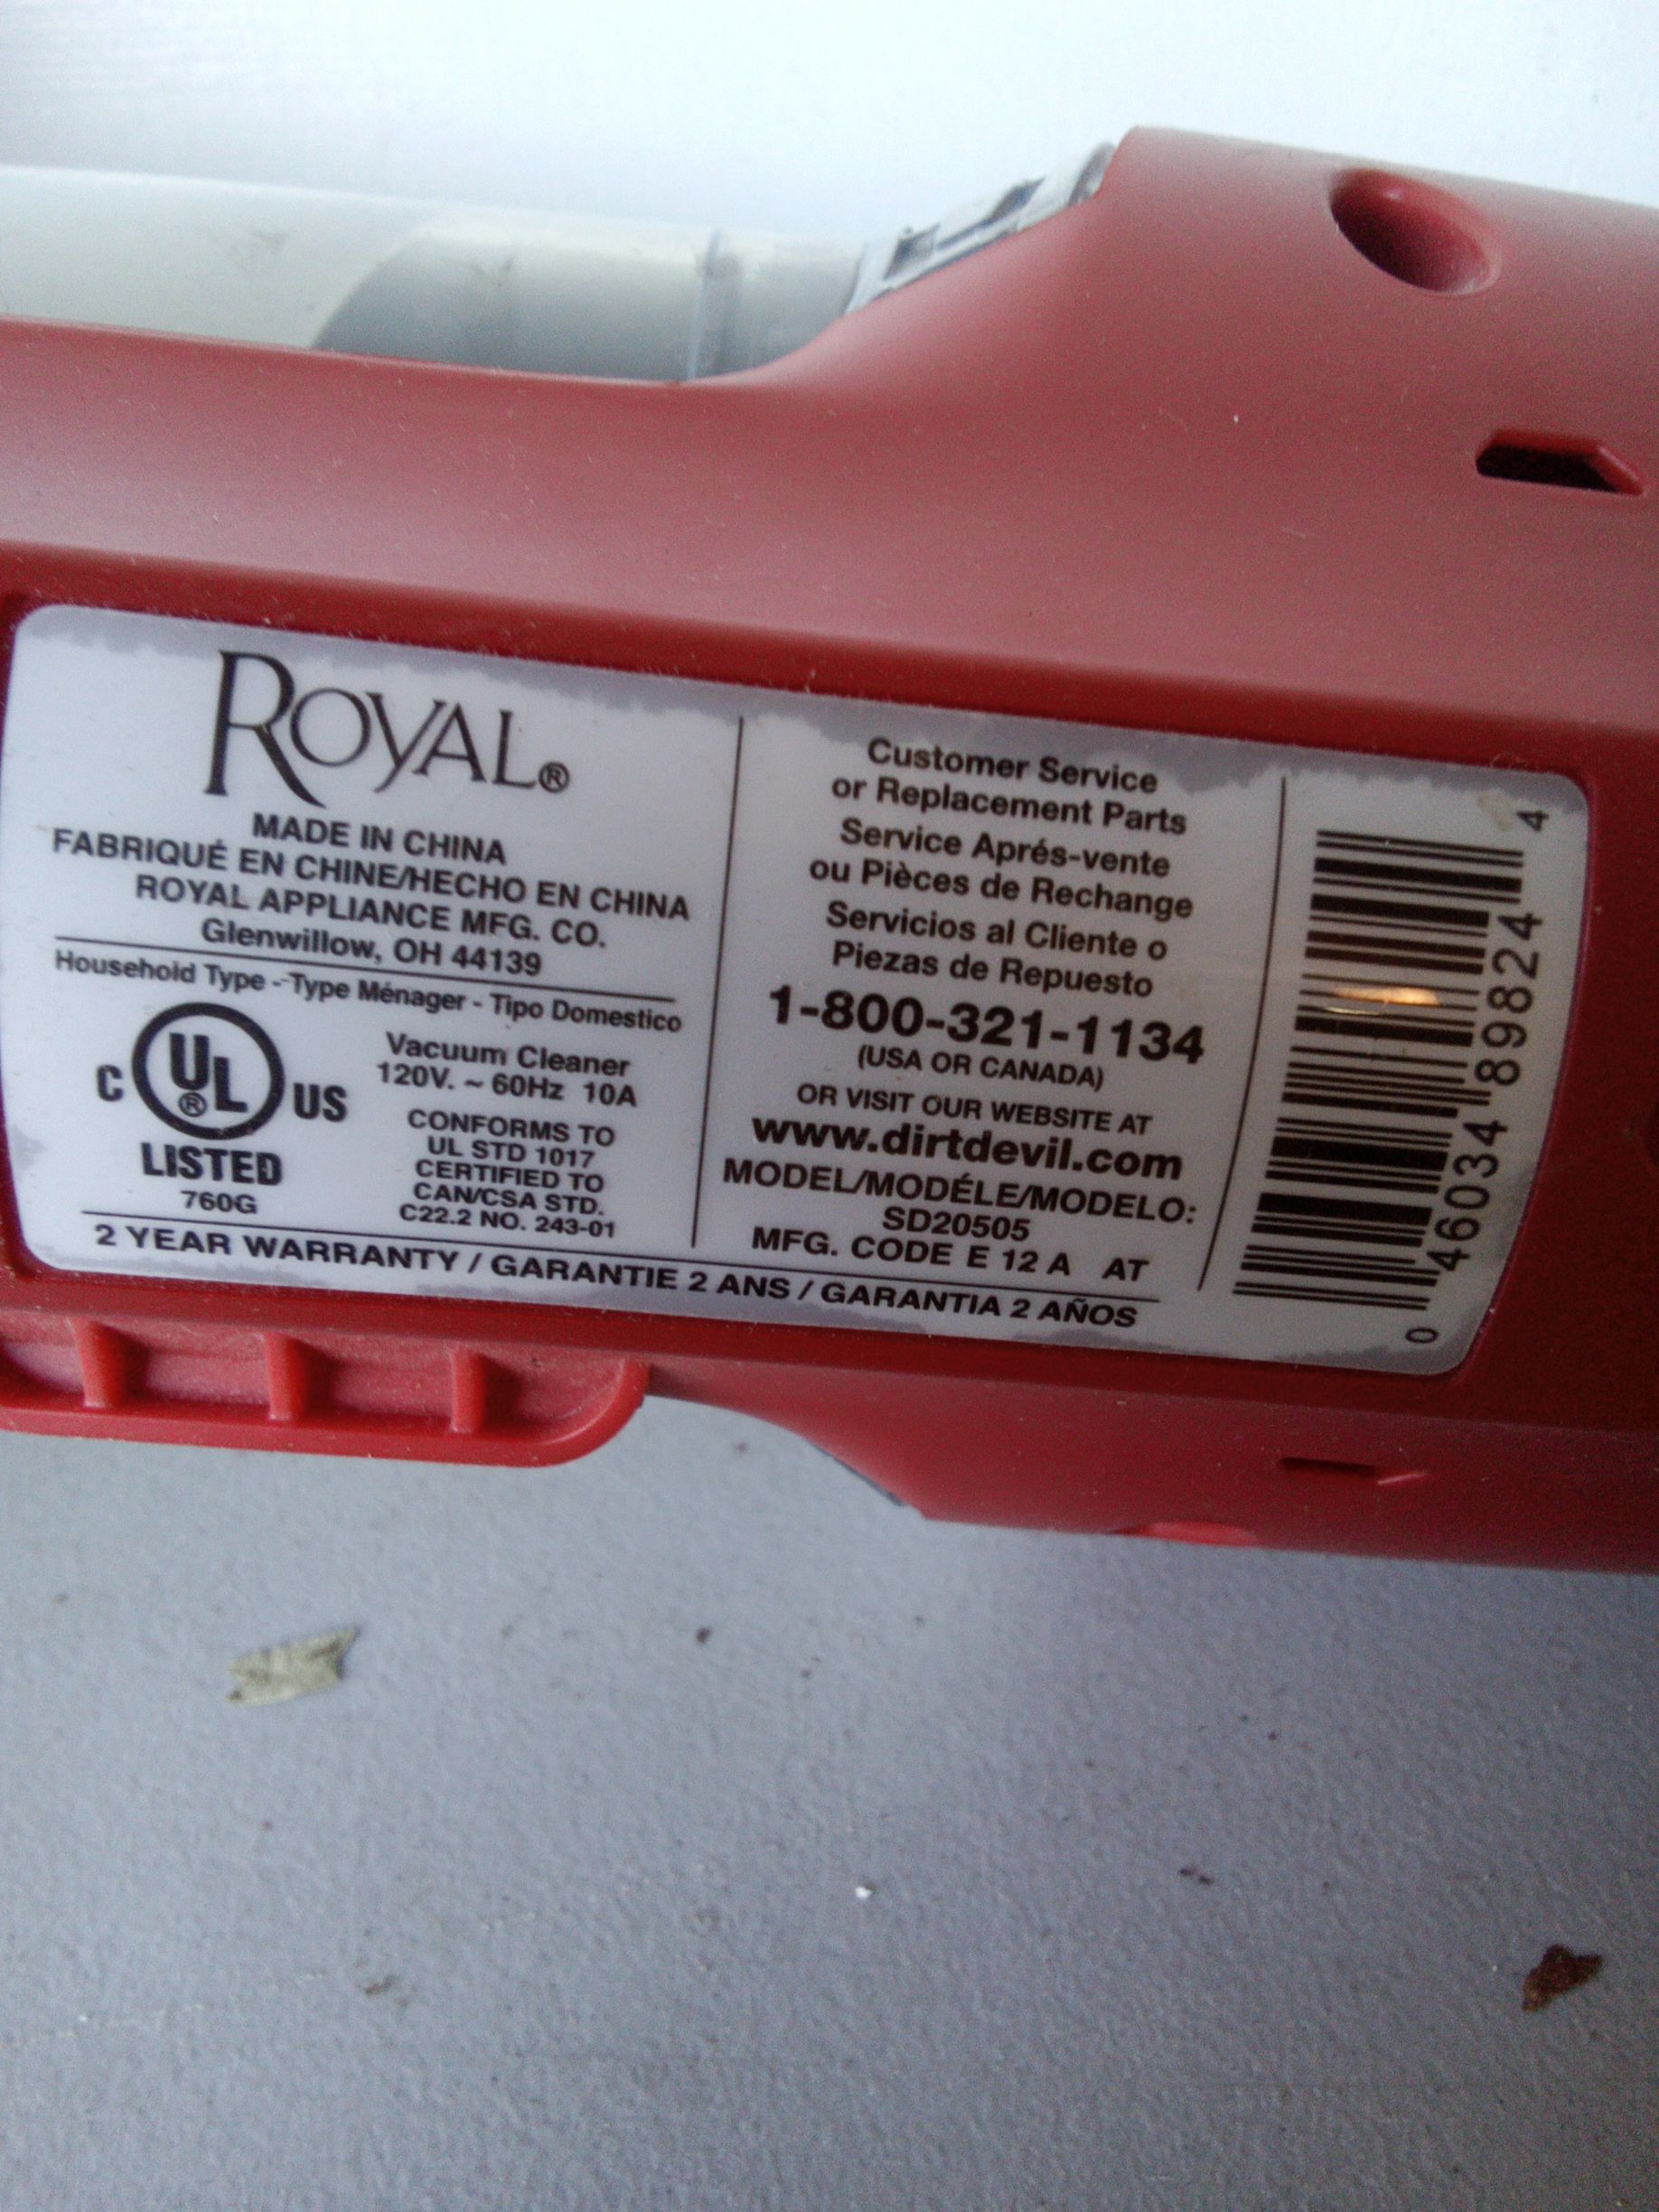 ROYAL®
MADE IN CHINA
FABRIQUÉ EN CHINE/HECHO EN CHINA
ROYAL APPLIANCE MFG. CO.
Glenwillow, OH 44139
Household Type - Type Ménager - Tipo Domestico
C UL® US
LISTED
760G
Vacuum Cleaner
120V. ~ 60Hz 10A
CONFORMS TO
UL STD 1017
CERTIFIED TO
CAN/CSA STD.
C22.2 NO. 243-01
2 YEAR WARRANTY / GARANTIE 2 ANS / GARANTIA 2 AÑOS
Customer Service
or Replacement Parts
Service Aprés-vente
ou Pièces de Rechange
Servicios al Cliente o
Piezas de Repuesto
1-800-321-1134
(USA OR CANADA)
OR VISIT OUR WEBSITE AT
www.dirtdevil.com
MODEL/MODÉLE/MODELO:
SD20505
MFG. CODE E 12 A AT
0 46034 89824 4